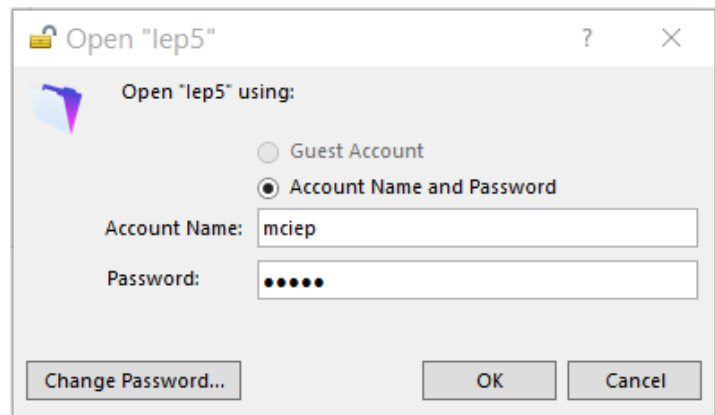 Open "lep5"
?
Open "lep5" using:
Guest Account
Account Name and Password
Account Name: mciep
Password: •••••
Change Password... OK Cancel